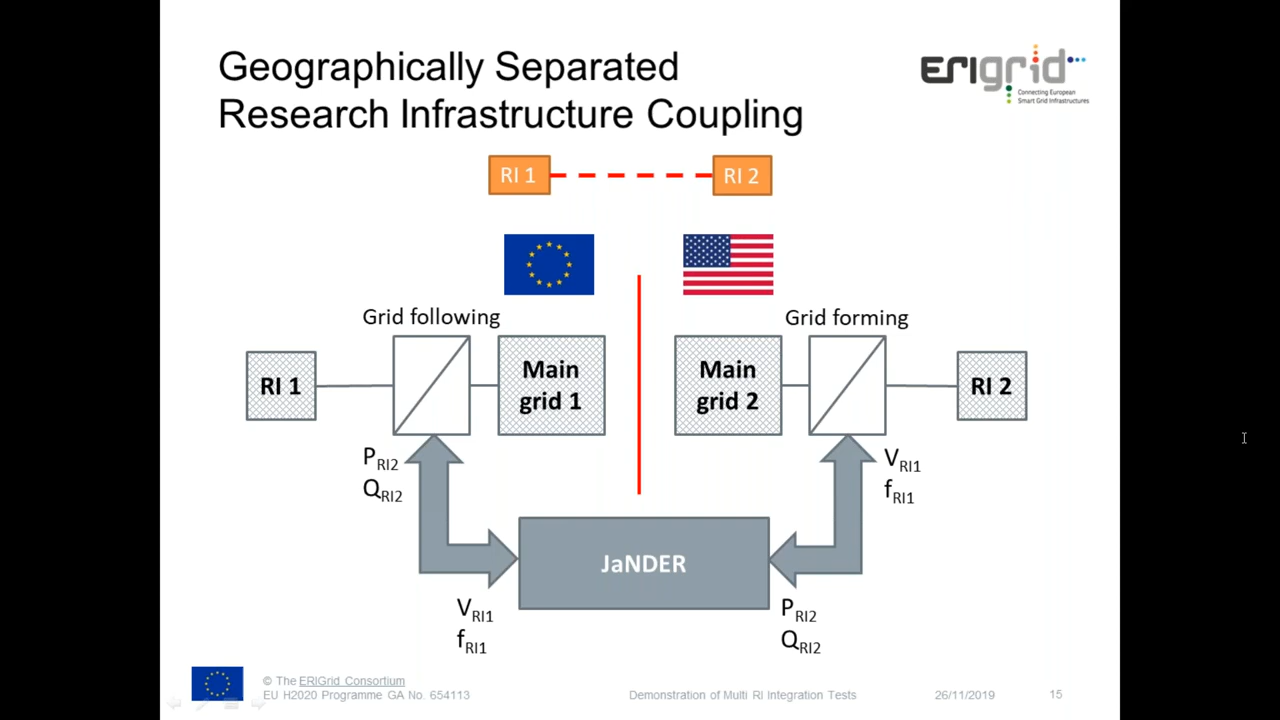 Geographically Separated
Research Infrastructure Coupling
ERIgrid
Connecting European
Smart Grid Infrastructures
RI 1
RI 2
Grid following
Grid forming
RI 1
Main
grid 1
Main
grid 2
RI 2
PRI2
QRI2
VRI1
fRI1
JaNDER
VRI1
fRI1
PRI2
QRI2
© The ERIGrid Consortium
EU H2020 Programme GA No. 654113
Demonstration of Multi RI Integration Tests
26/11/2019
15